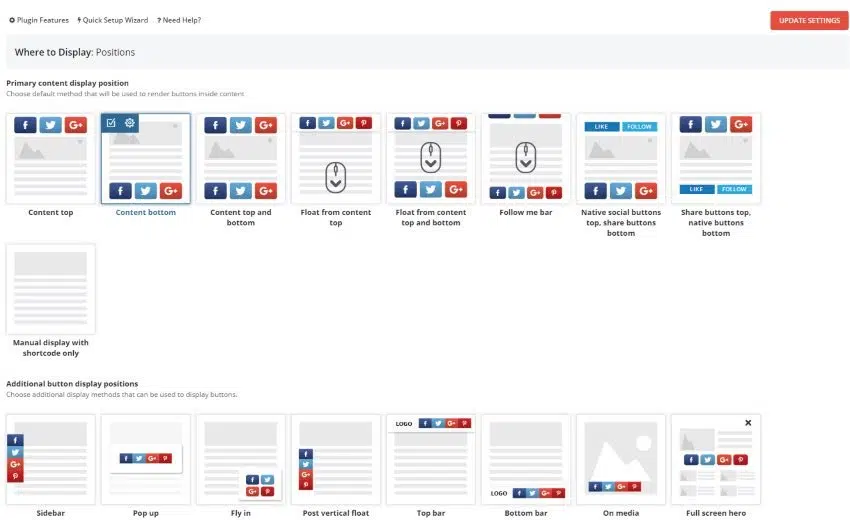 Plugin Features Quick Setup Wizard ? Need Help?
UPDATE SETTINGS
Where to Display: Positions
Primary content display position
Choose default method that will be used to render buttons inside content
Content top
Content bottom
Content top and
bottom
Float from content
top
Float from content
top and bottom
Follow me bar
LIKE FOLLOW
Native social buttons
top, share buttons
bottom
LIKE FOLLOW
Share buttons top,
native buttons
bottom
Manual display with
shortcode only
Additional button display positions
Choose additional display methods that can be used to display buttons.
Sidebar
Pop up
Fly in
Post vertical float
LOGO
Top bar
LOGO
Bottom bar
On media
Full screen hero